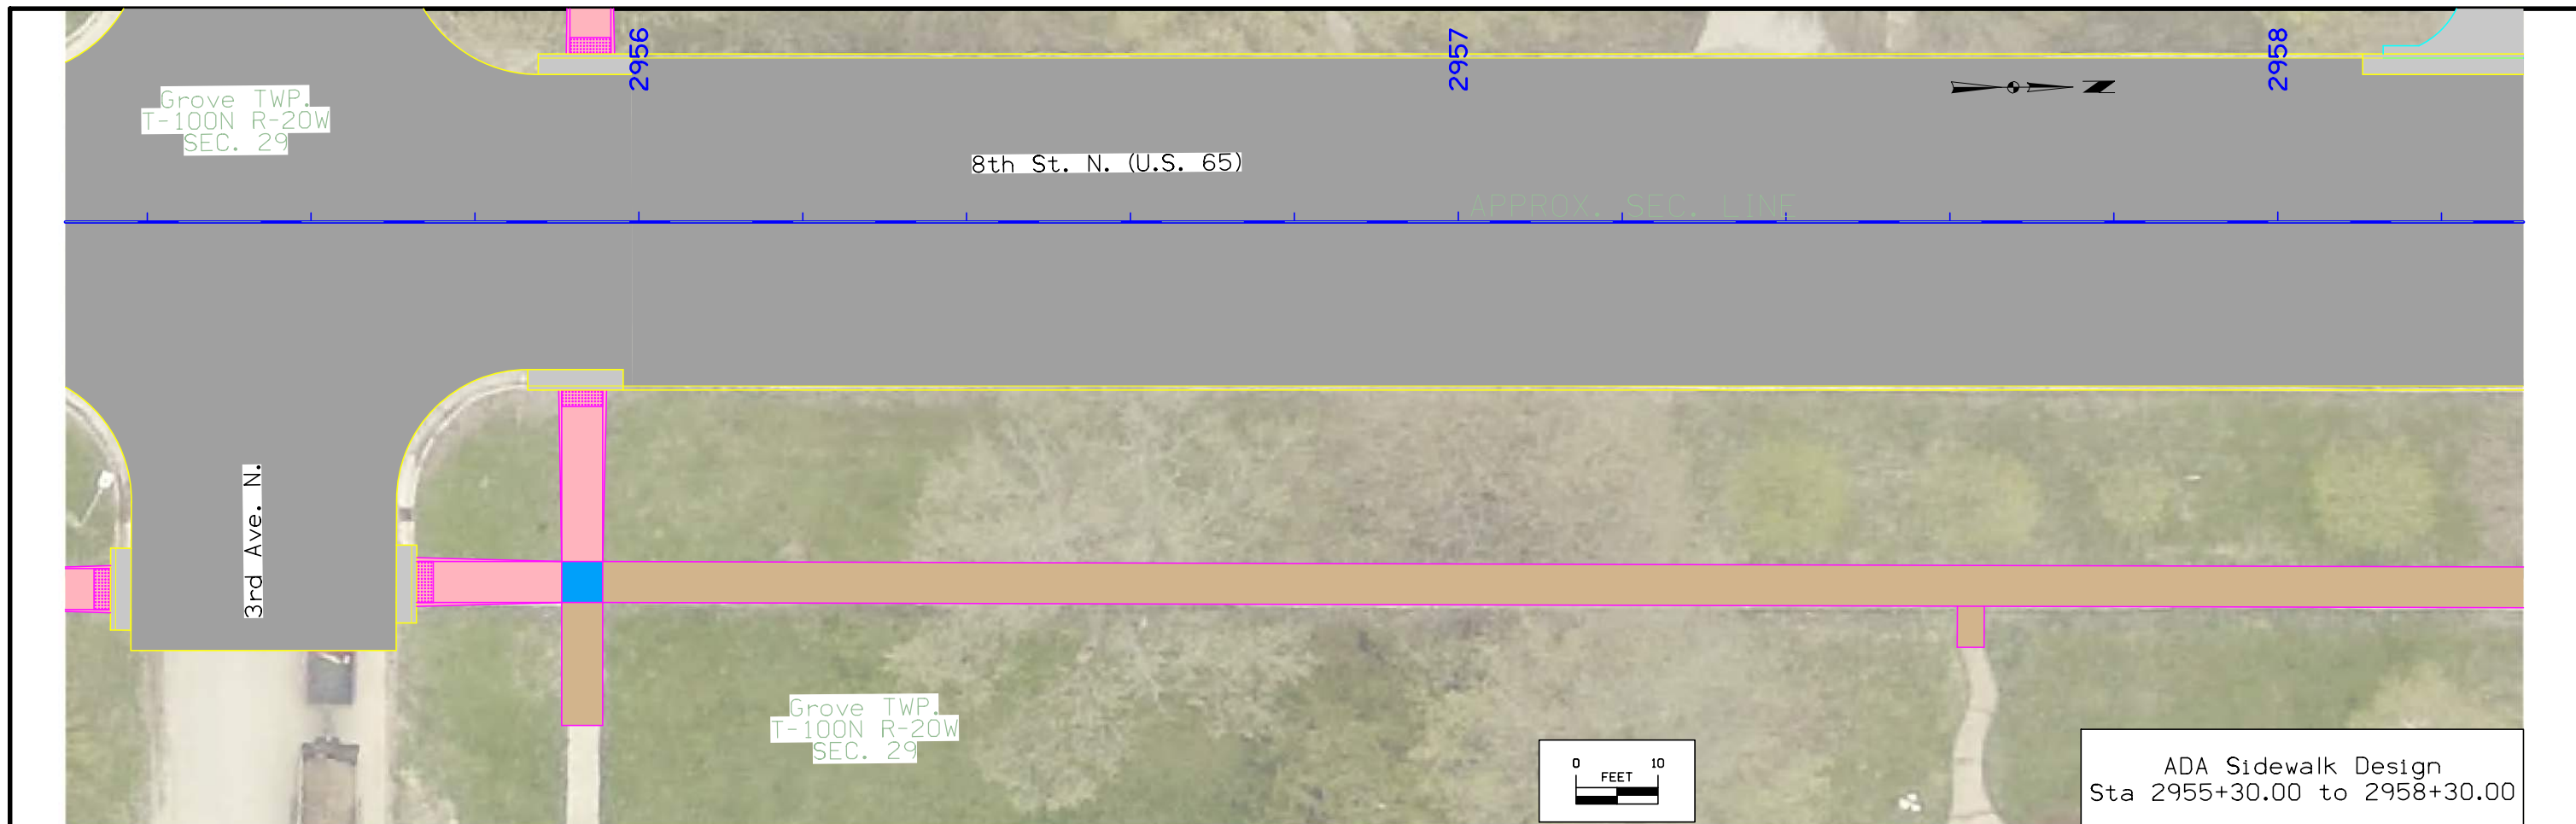 2956
2957
2958
Grove TWP.
T-100N R-20W
SEC. 29
N
8th St. N. (U.S. 65)
APPROX. SEC. LINE
3rd Ave. N.
Grove TWP.
T-100N R-20W
SEC. 29
0 10
FEET
ADA Sidewalk Design
Sta 2955+30.00 to 2958+30.00